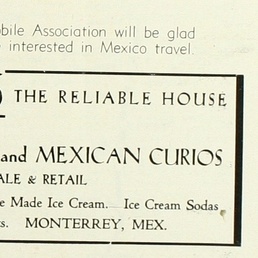 bile Association will be glad
interested in Mexico travel.
THE RELIABLE HOUSE
and MEXICAN CURIOS
ALE & RETAIL
e Made Ice Cream. Ice Cream Sodas
s. MONTERREY, MEX.